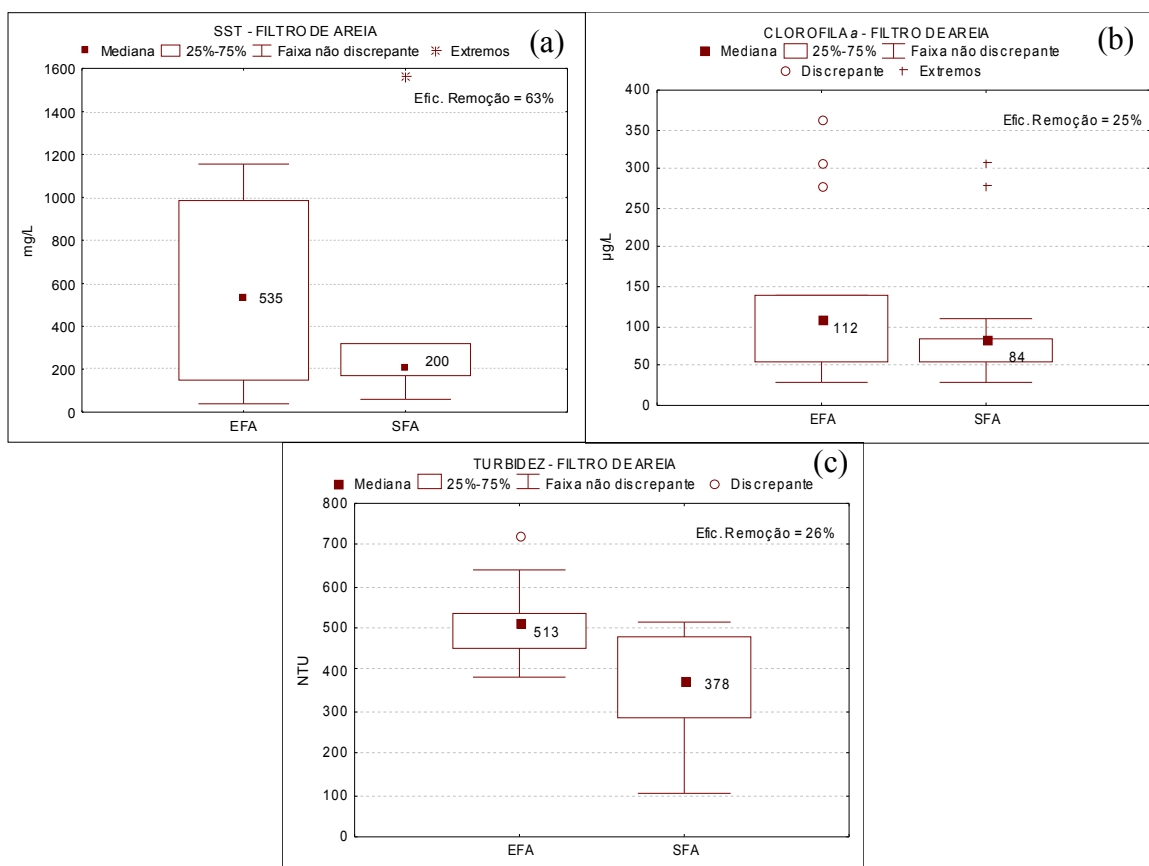 SST - FILTRO DE AREIA
(a)
Mediana 25%-75% Faixa não discrepante Extremos
Efic. Remoção = 63%
1600
1400
1200
1000
800
600
400
200
0
mg/L
535
200
EFA SFA
CLOROFILA a - FILTRO DE AREIA
(b)
Mediana 25%-75% Faixa não discrepante
Discrepante Extremos
Efic. Remoção = 25%
400
350
300
250
200
150
100
50
0
µg/L
112
84
EFA SFA
TURBIDEZ - FILTRO DE AREIA
(c)
Mediana 25%-75% Faixa não discrepante Discrepante
Efic. Remoção = 26%
800
700
600
500
400
300
200
100
0
NTU
513
378
EFA SFA